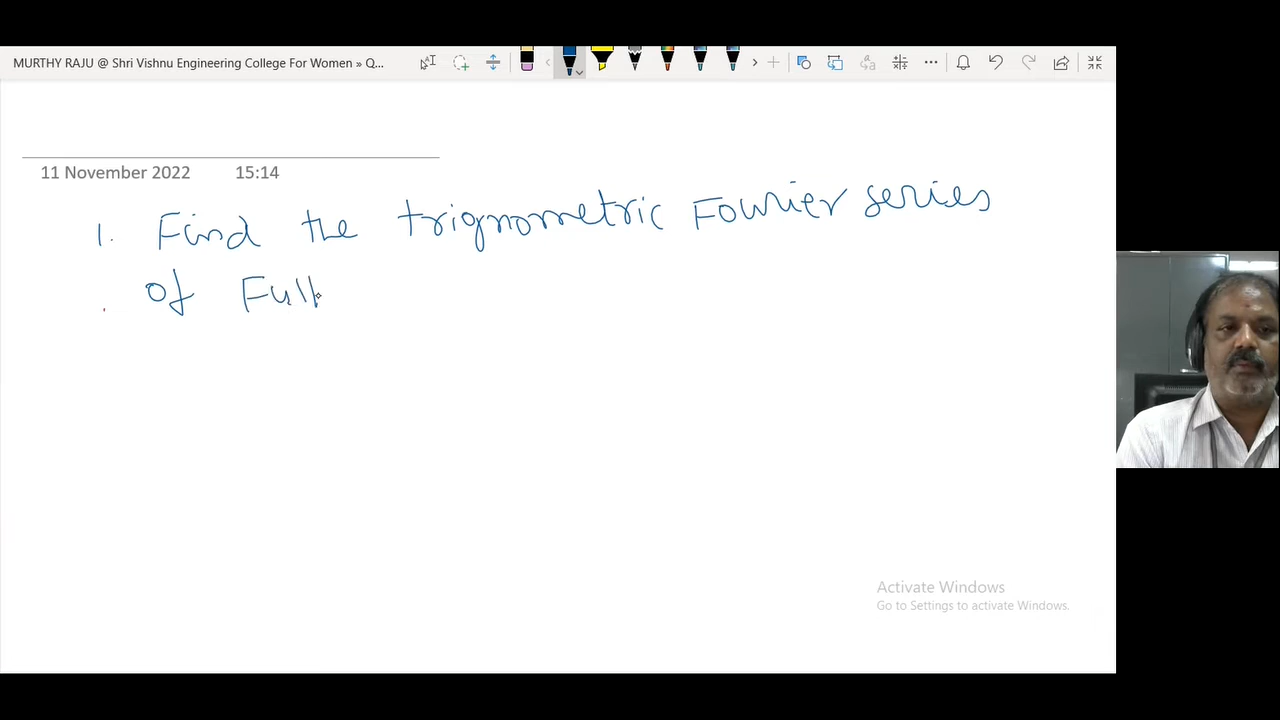 MURTHY RAJU @ Shri Vishnu Engineering College For Women » Q...
11 November 2022 15:14
1. Find the trignometric Fourier series
of Full
Activate Windows
Go to Settings to activate Windows.